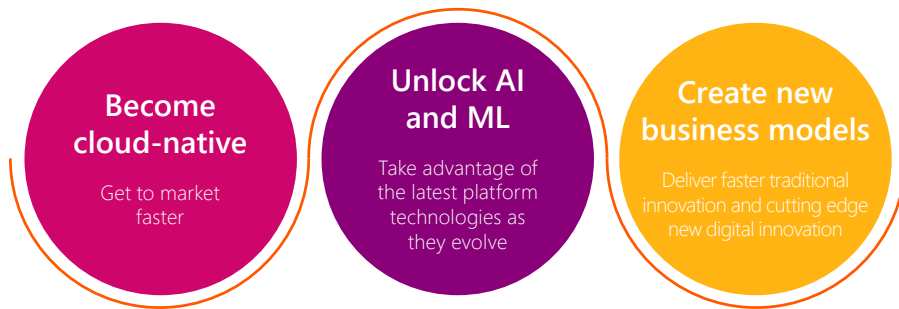 Become
cloud-native
Get to market
faster
Unlock AI
and ML
Take advantage of
the latest platform
technologies as
they evolve
Create new
business models
Deliver faster traditional
innovation and cutting edge
new digital innovation